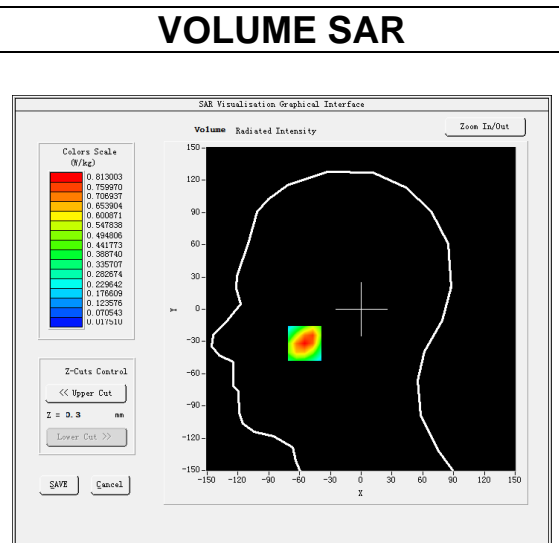 VOLUME SAR
SAR Visualisation Graphical Interface
Volume Radiated Intensity
Zoom In/Out
Colors Scale
(W/kg)
0.813003
0.759970
0.706937
0.653904
0.600871
0.547838
0.494806
0.441773
0.388740
0.335707
0.282674
0.229642
0.176609
0.123576
0.070543
0.017510
Z-Cuts Control
<< Upper Cut
Z = 0.3 mm
Lower Cut >>
SAVE Cancel
150
120
90
60
30
0
-30
-60
-90
-120
-150
Y
-150 -120 -90 -60 -30 0 30 60 90 120 150
X